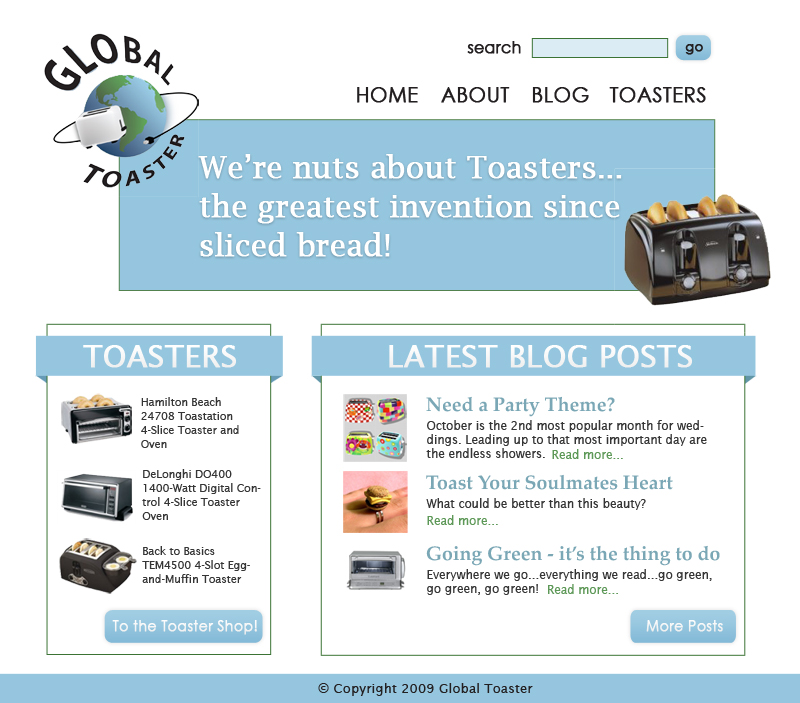 GLOBAL
TOASTER
search
go
HOME ABOUT BLOG TOASTERS
We're nuts about Toasters...
the greatest invention since
sliced bread!
TOASTERS
Hamilton Beach
24708 Toastation
4-Slice Toaster and
Oven
DeLonghi DO400
1400-Watt Digital Con-
trol 4-Slice Toaster
Oven
Back to Basics
TEM4500 4-Slot Egg-
and-Muffin Toaster
To the Toaster Shop!
LATEST BLOG POSTS
Need a Party Theme?
October is the 2nd most popular month for wed-
dings. Leading up to that most important day are
the endless showers. Read more...
Toast Your Soulmates Heart
What could be better than this beauty?
Read more...
Going Green - it's the thing to do
Everywhere we go...everything we read...go green,
go green, go green! Read more...
More Posts
© Copyright 2009 Global Toaster